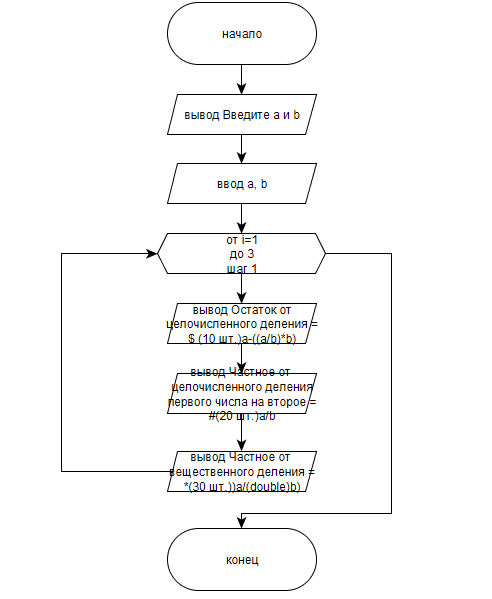 начало
вывод Введите a и b
ввод a, b
от i=1
до 3
шаг 1
вывод Остаток от
целочисленного деления =
$ (10 шт.)a-((a/b)*b)
вывод Частное от
целочисленного деления
первого числа на второе =
#(20 шт.)a/b
вывод Частное от
вещественного деления =
*(30 шт.))a/(double)b)
конец